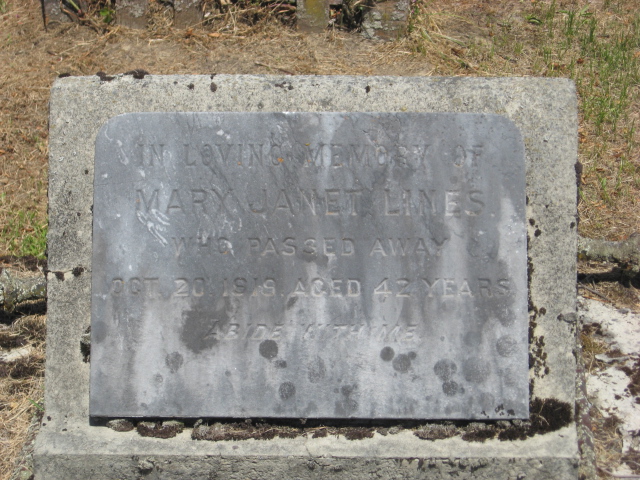 IN LOVING MEMORY OF
MARY JANET LINES
WHO PASSED AWAY
OCT. 20. 1919. AGED 42 YEARS
ABIDE WITH ME